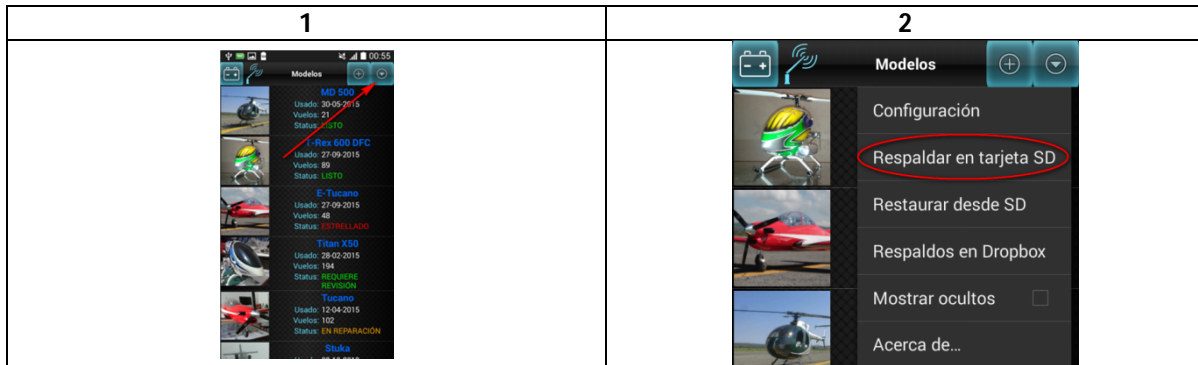 1
2
00:55
Modelos
MD 500
Usado: 30-05-2015
Vuelos: 21
Status: LISTO
T-Rex 600 DFC
Usado: 27-09-2015
Vuelos: 89
Status: LISTO
E-Tucano
Usado: 27-09-2015
Vuelos: 48
Status: ESTRELLADO
Titan X50
Usado: 28-02-2015
Vuelos: 194
Status: REQUIERE
REVISIÓN
Tucano
Usado: 12-04-2015
Vuelos: 102
Status: EN REPARACIÓN
Stuka
Modelos
Configuración
Respaldar en tarjeta SD
Restaurar desde SD
Respaldos en Dropbox
Mostrar ocultos
Acerca de...